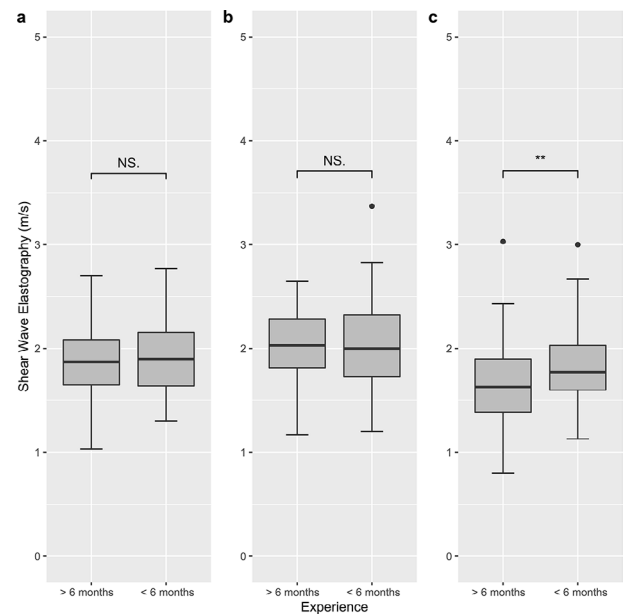 a b c
Shear Wave Elastography (m/s)
5 5 5
4 4 4
NS. NS. **
3 3 3
2 2 2
1 1 1
0 0 0
> 6 months < 6 months > 6 months < 6 months > 6 months < 6 months
Experience